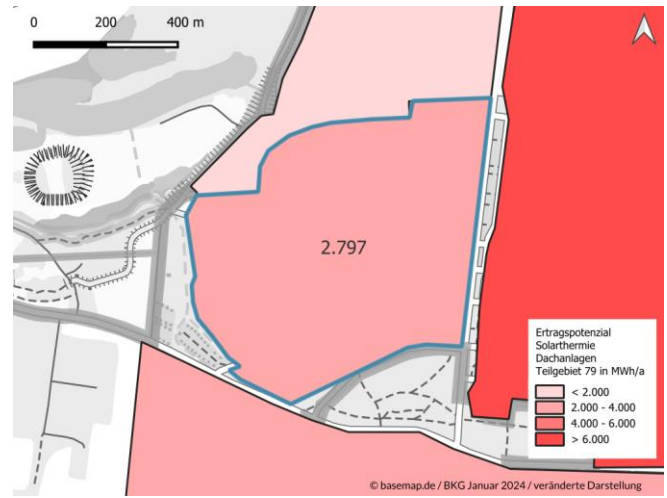 0 200 400 m
2.797
Ertragspotenzial
Solarthermie
Dachanlagen
Teilgebiet 79 in MWh/a
< 2.000
2.000 - 4.000
4.000 - 6.000
> 6.000
© basemap.de / BKG Januar 2024 / veränderte Darstellung